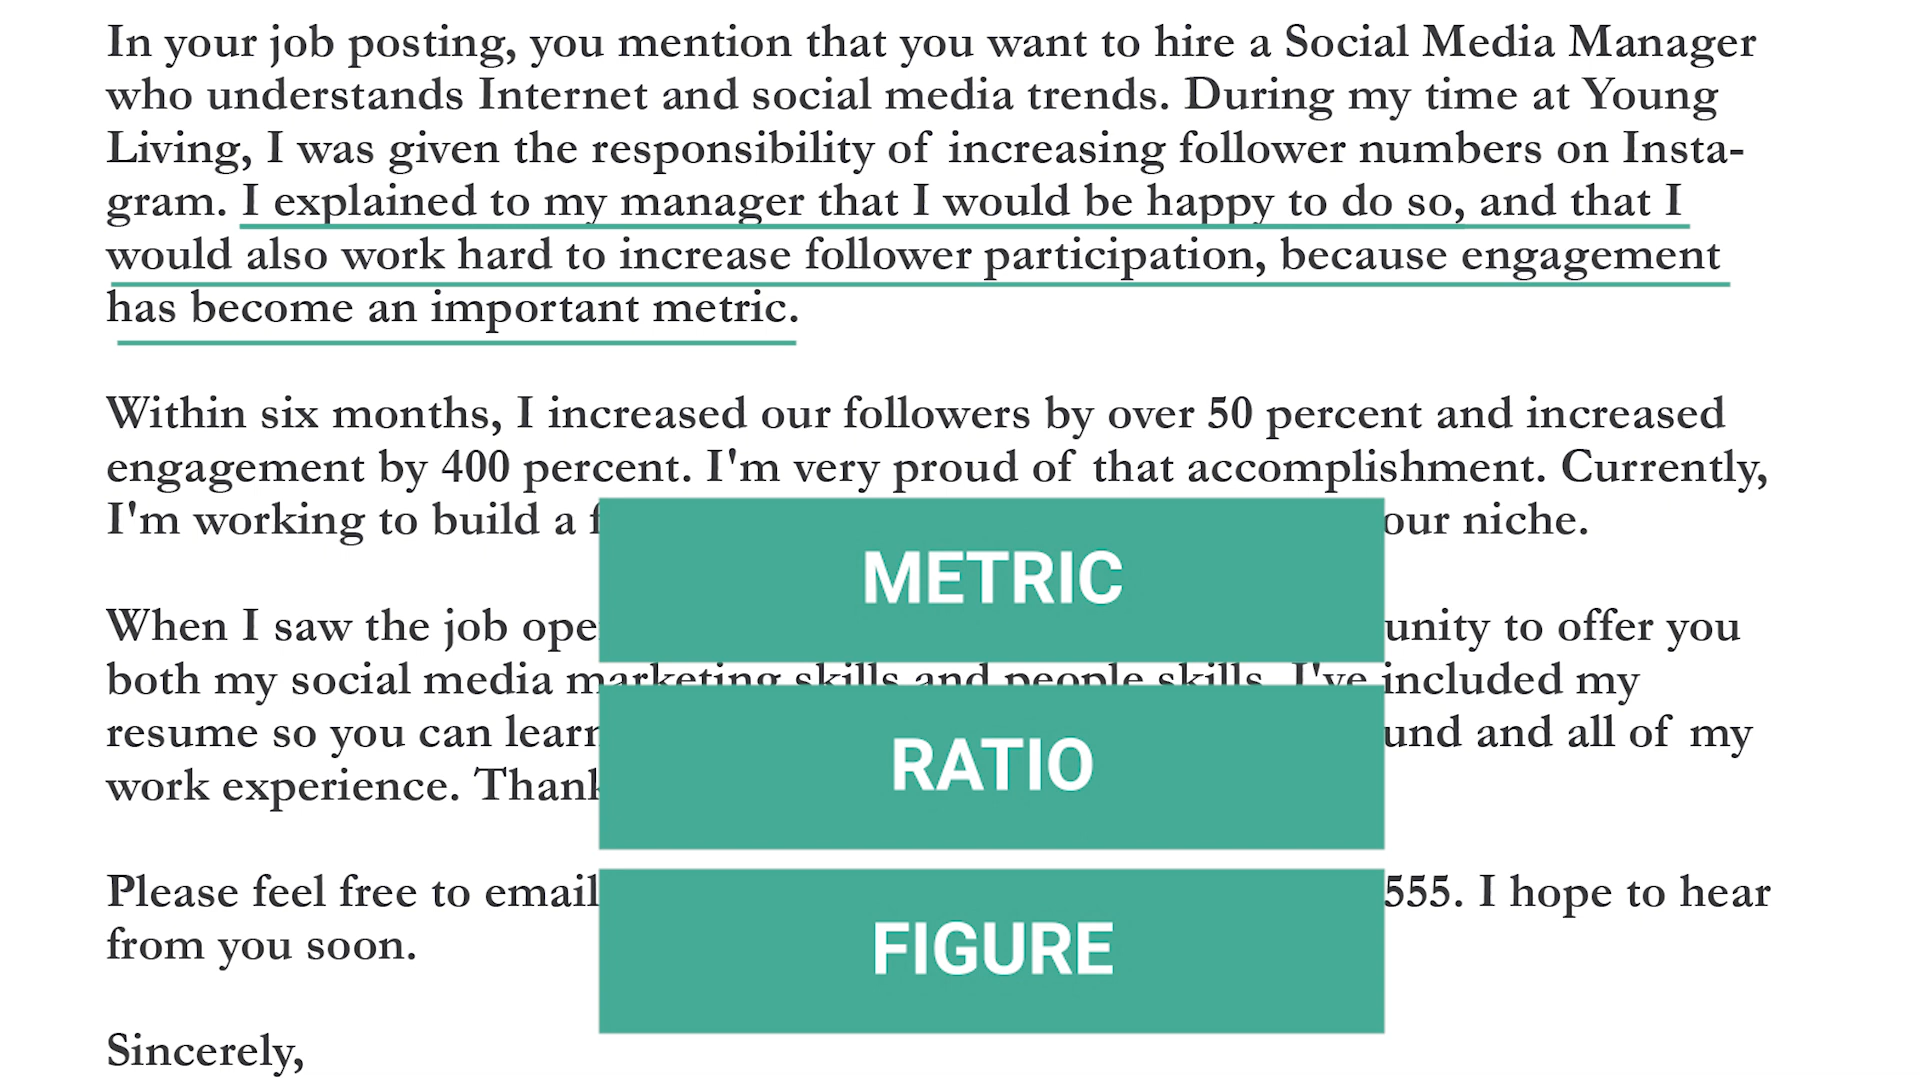 In your job posting, you mention that you want to hire a Social Media Manager
who understands Internet and social media trends. During my time at Young
Living, I was given the responsibility of increasing follower numbers on Insta-
gram. I explained to my manager that I would be happy to do so, and that I
would also work hard to increase follower participation, because engagement
has become an important metric.
Within six months, I increased our followers by over 50 percent and increased
engagement by 400 percent. I'm very proud of that accomplishment. Currently,
I'm working to build a our niche.
METRIC
When I saw the job to offer you
both my social media marketing skills and people skills. I've included my
RATIO
resume so you can and all of my
work experience.
Please feel free to email 555. I hope to hear
FIGURE
from you soon.
Sincerely,